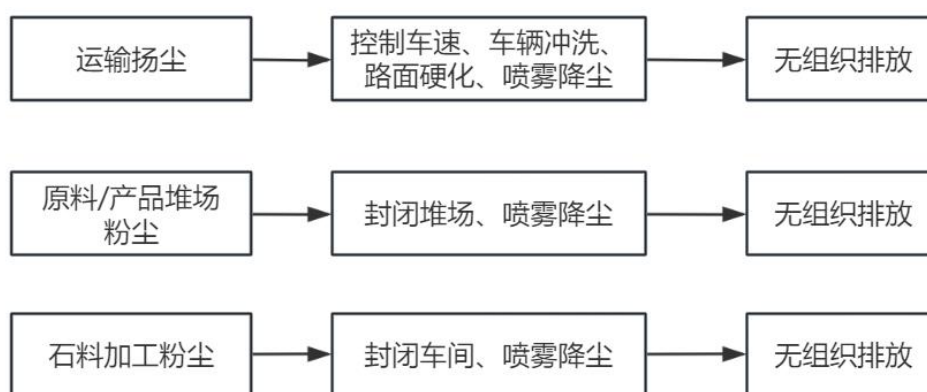 运输扬尘
控制车速、车辆冲洗、
路面硬化、喷雾降尘
无组织排放
原料/产品堆场
粉尘
封闭堆场、喷雾降尘
无组织排放
石料加工粉尘
封闭车间、喷雾降尘
无组织排放